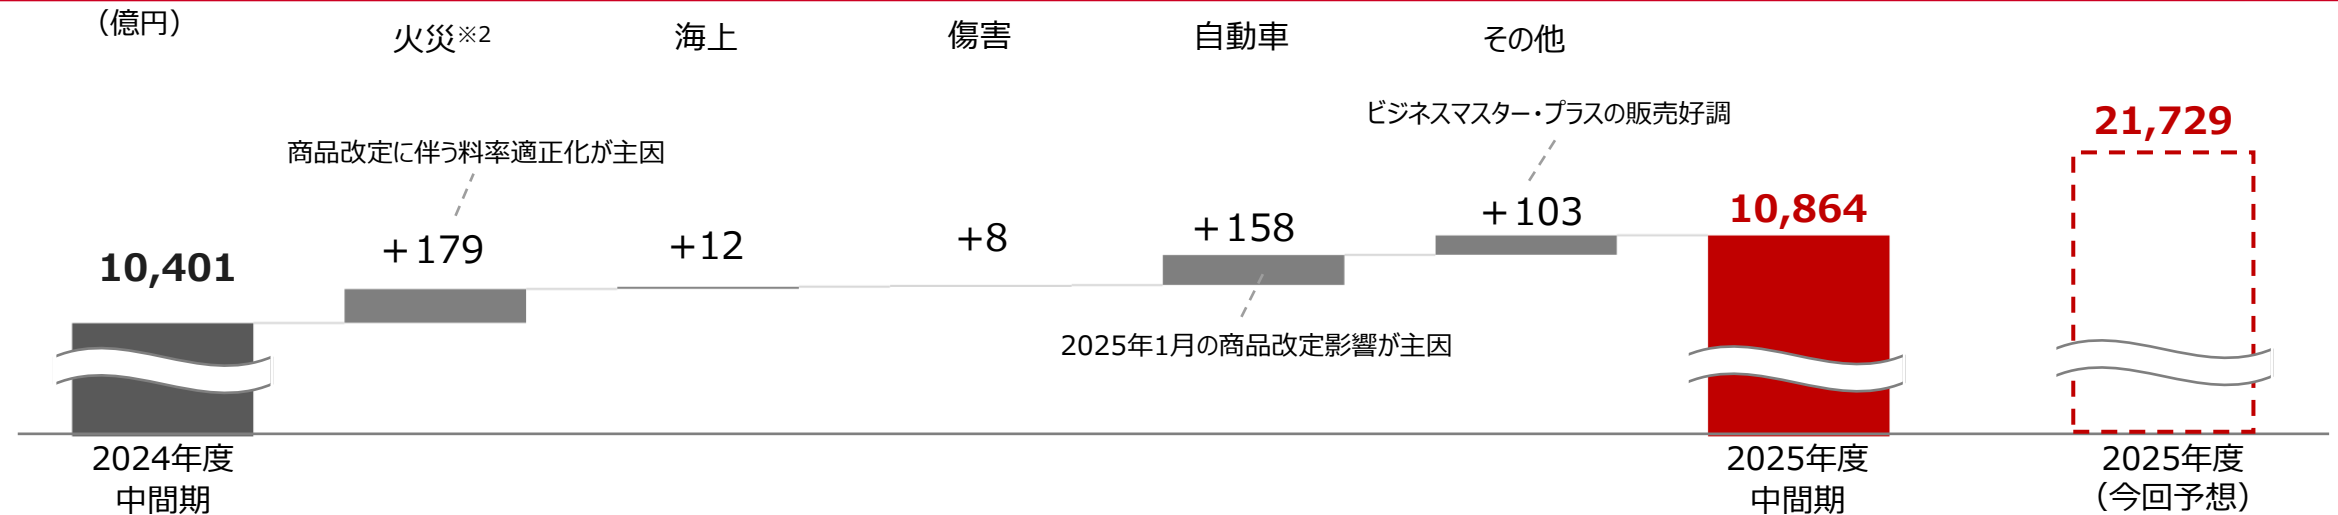 （億円）
火災※2
海上
傷害
自動車
その他
ビジネスマスター・プラスの販売好調
商品改定に伴う料率適正化が主因
21,729
10,401
＋179
+12
+8
＋158
＋103
10,864
2025年1月の商品改定影響が主因
2024年度
中間期
2025年度
中間期
2025年度
（今回予想）